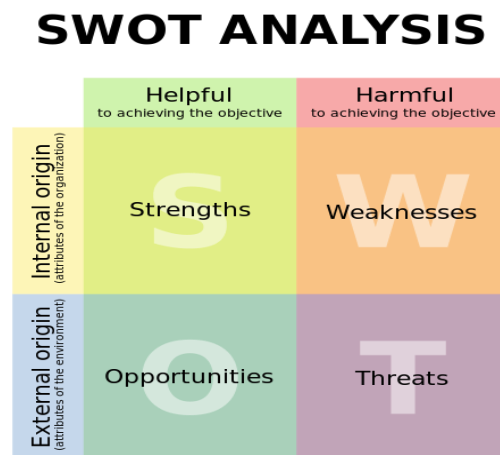 SWOT ANALYSIS
Helpful
to achieving the objective
Harmful
to achieving the objective
Internal origin
(attributes of the organization)
S
Strengths
W
Weaknesses
External origin
(attributes of the environment)
O
Opportunities
T
Threats